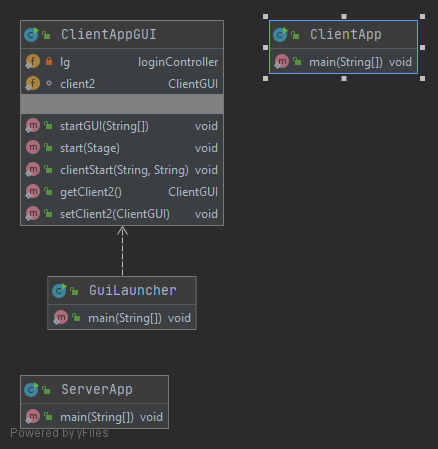 ClientAppGUI
lg loginController
client2 ClientGUI
startGUI(String[]) void
start(Stage) void
clientStart(String, String) void
getClient2() ClientGUI
setClient2(ClientGUI) void
ClientApp
main(String[]) void
GuiLauncher
main(String[]) void
ServerApp
main(String[]) void
Powered by yFiles